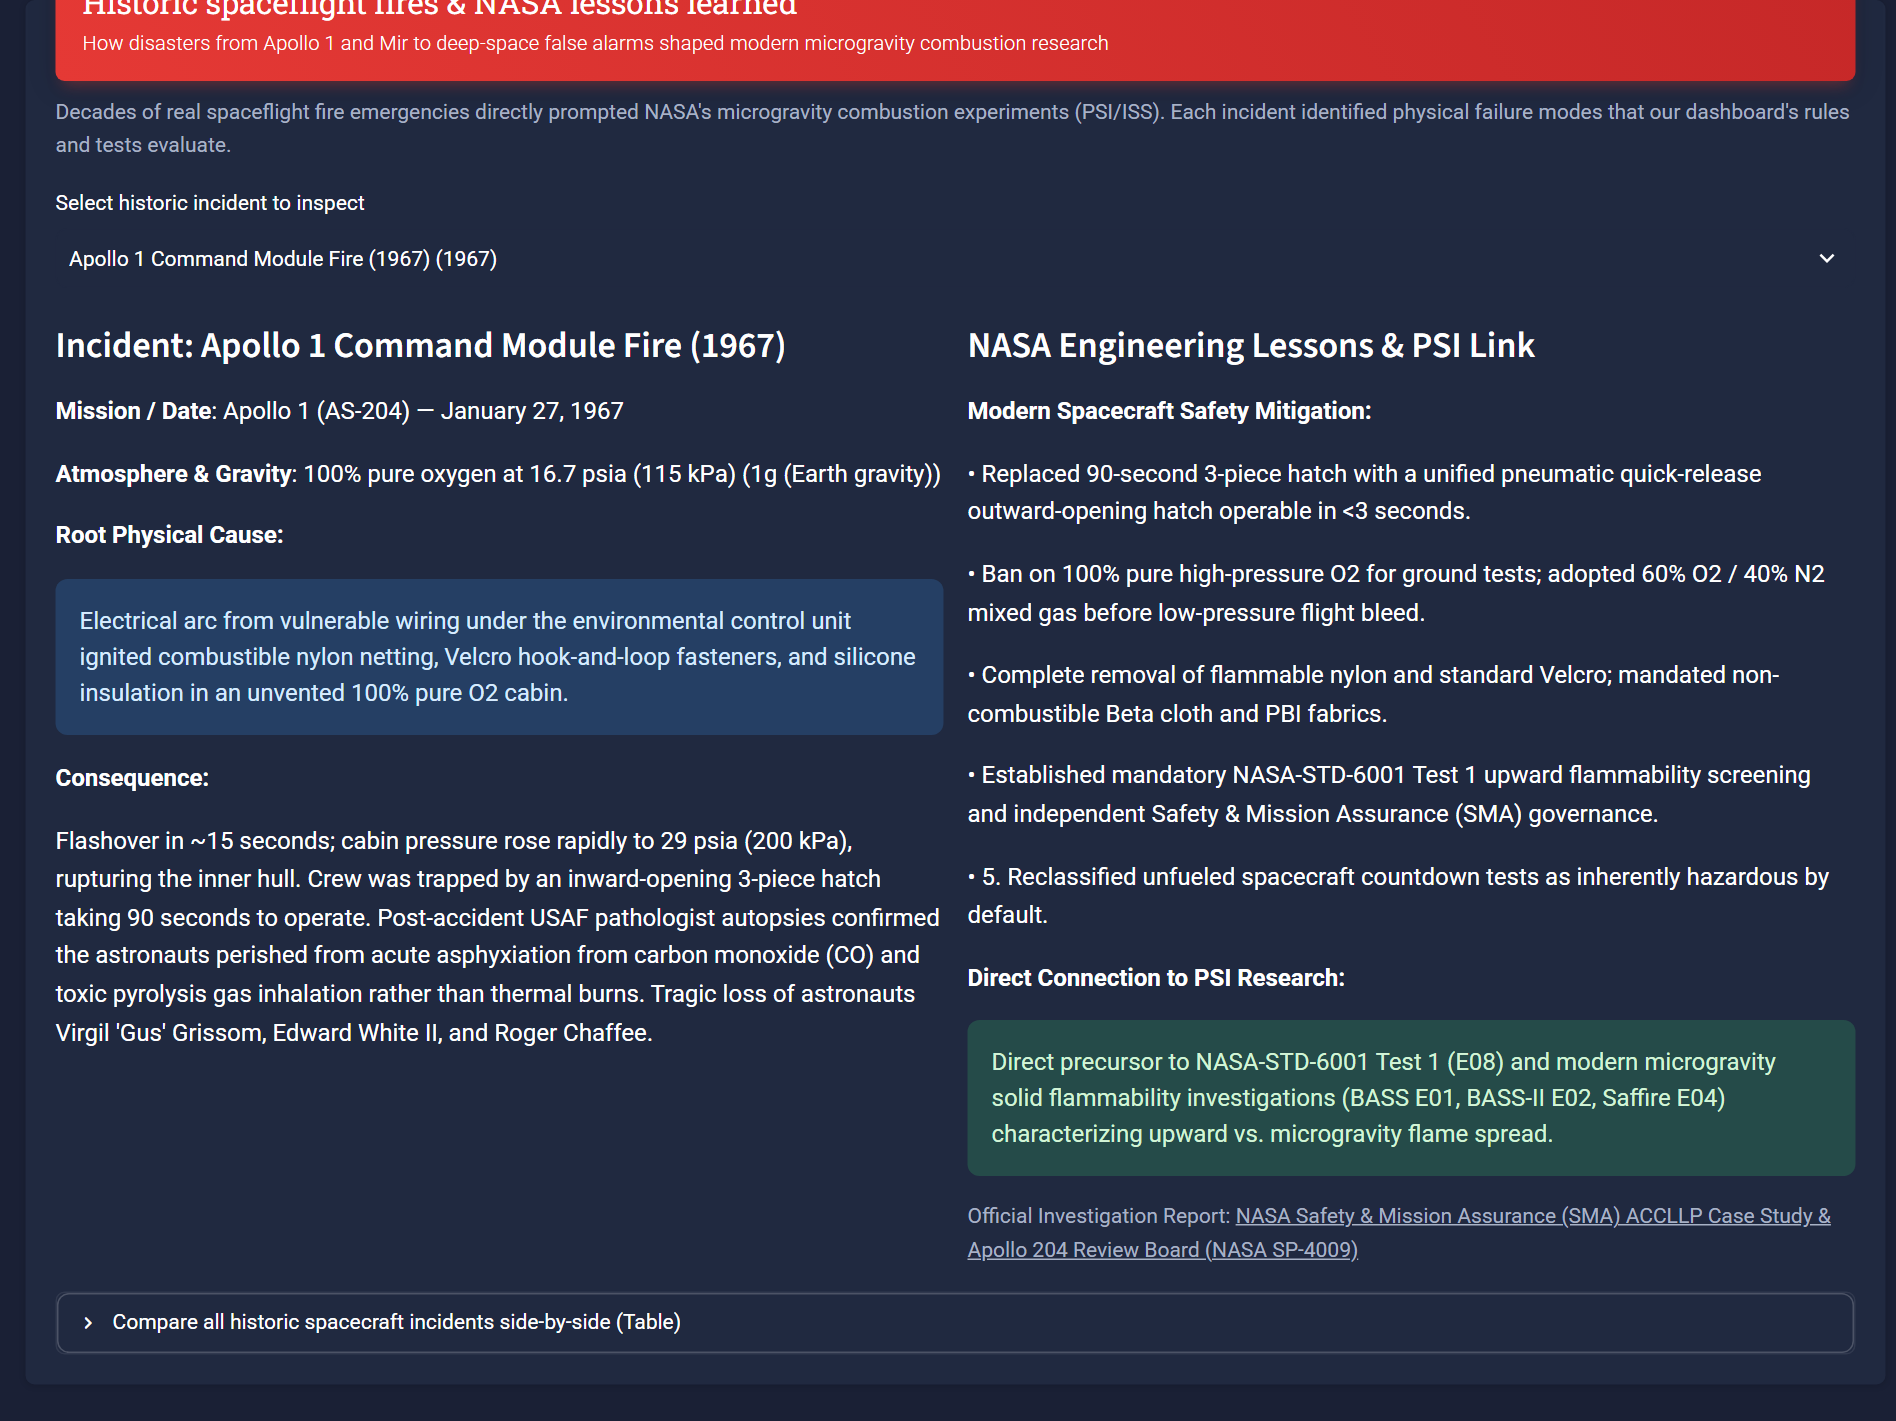 Historic spaceflight fires & NASA lessons learned
How disasters from Apollo 1 and Mir to deep-space false alarms shaped modern microgravity combustion research
Decades of real spaceflight fire emergencies directly prompted NASA's microgravity combustion experiments (PSI/ISS). Each incident identified physical failure modes that our dashboard's rules
and tests evaluate.
Select historic incident to inspect
Apollo 1 Command Module Fire (1967) (1967)
Incident: Apollo 1 Command Module Fire (1967)
Mission / Date: Apollo 1 (AS-204) — January 27, 1967
Atmosphere & Gravity: 100% pure oxygen at 16.7 psia (115 kPa) (1g (Earth gravity))
Root Physical Cause:
Electrical arc from vulnerable wiring under the environmental control unit
ignited combustible nylon netting, Velcro hook-and-loop fasteners, and silicone
insulation in an unvented 100% pure O2 cabin.
Consequence:
Flashover in ~15 seconds; cabin pressure rose rapidly to 29 psia (200 kPa),
rupturing the inner hull. Crew was trapped by an inward-opening 3-piece hatch
taking 90 seconds to operate. Post-accident USAF pathologist autopsies confirmed
the astronauts perished from acute asphyxiation from carbon monoxide (CO) and
toxic pyrolysis gas inhalation rather than thermal burns. Tragic loss of astronauts
Virgil 'Gus' Grissom, Edward White II, and Roger Chaffee.
NASA Engineering Lessons & PSI Link
Modern Spacecraft Safety Mitigation:
• Replaced 90-second 3-piece hatch with a unified pneumatic quick-release
outward-opening hatch operable in <3 seconds.
• Ban on 100% pure high-pressure O2 for ground tests; adopted 60% O2 / 40% N2
mixed gas before low-pressure flight bleed.
• Complete removal of flammable nylon and standard Velcro; mandated non-
combustible Beta cloth and PBI fabrics.
• Established mandatory NASA-STD-6001 Test 1 upward flammability screening
and independent Safety & Mission Assurance (SMA) governance.
• 5. Reclassified unfueled spacecraft countdown tests as inherently hazardous by
default.
Direct Connection to PSI Research:
Direct precursor to NASA-STD-6001 Test 1 (E08) and modern microgravity
solid flammability investigations (BASS E01, BASS-II E02, Saffire E04)
characterizing upward vs. microgravity flame spread.
Official Investigation Report: NASA Safety & Mission Assurance (SMA) ACCLLP Case Study &
Apollo 204 Review Board (NASA SP-4009)
Compare all historic spacecraft incidents side-by-side (Table)